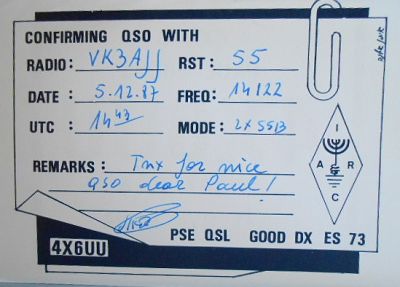 CONFIRMING QSO WITH
RADIO: VK3AJJ RST: 55
DATE : 5.12.87 FREQ: 14122
UTC : 1443 MODE: 2x SSB
REMARKS : Tnx for nice
qso dear Paul!
I
A R
C
PSE QSL GOOD DX ES 73
4X6UU